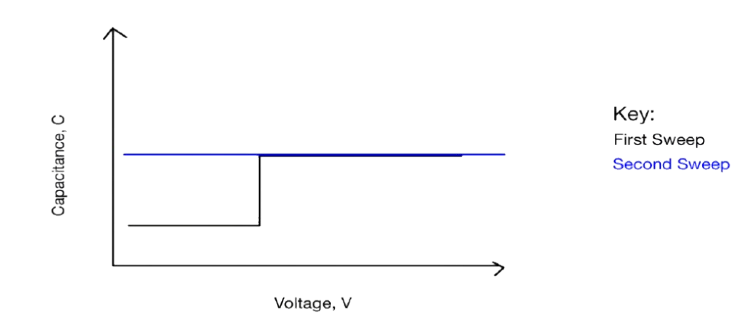 Capacitance, C
Key:
First Sweep
Second Sweep
Voltage, V